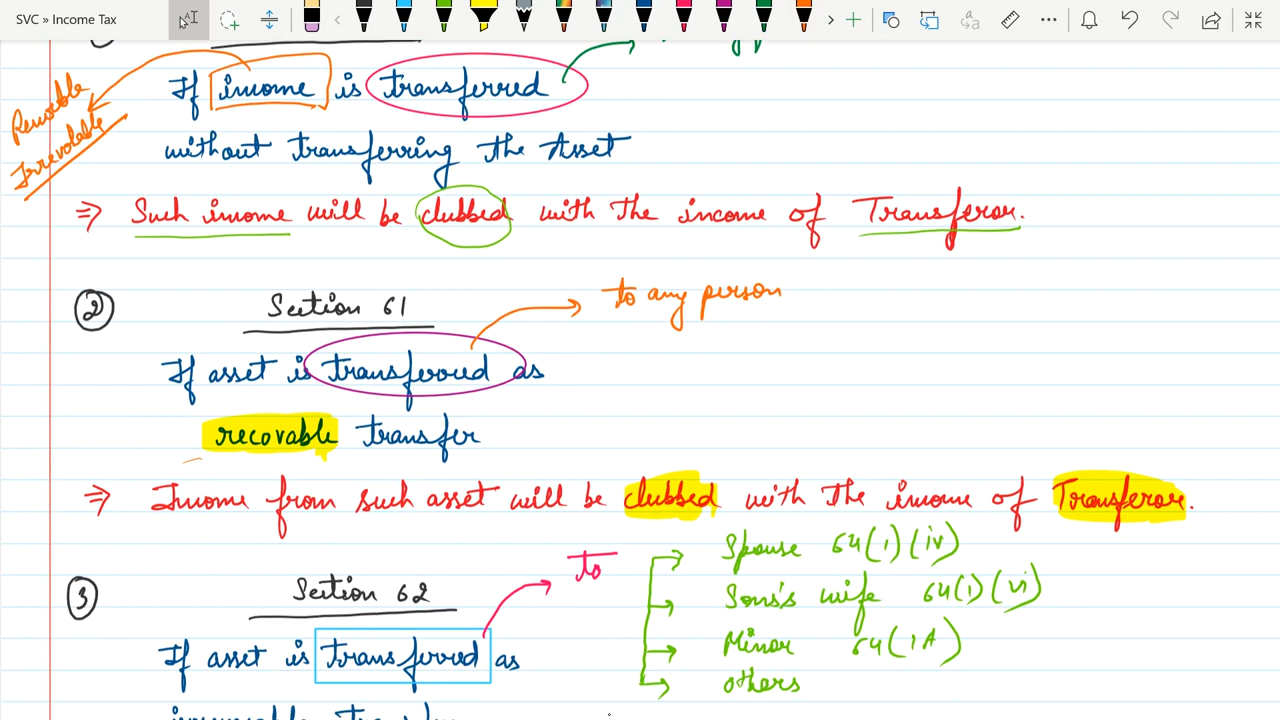 SVC » Income Tax
If income is transferred
Revocable
Irrevocable
without transferring the Asset
⇒ Such income will be clubbed with the income of Transferor.
② Section 61
to any person
If asset is transferred as
recovable transfer
⇒ Income from such asset will be clubbed with the income of Transferor.
③ Section 62
to
Spouse 64(1)(iv)
Sons's wife 64(1)(vi)
Minor 64(1A)
others
If asset is transferred as